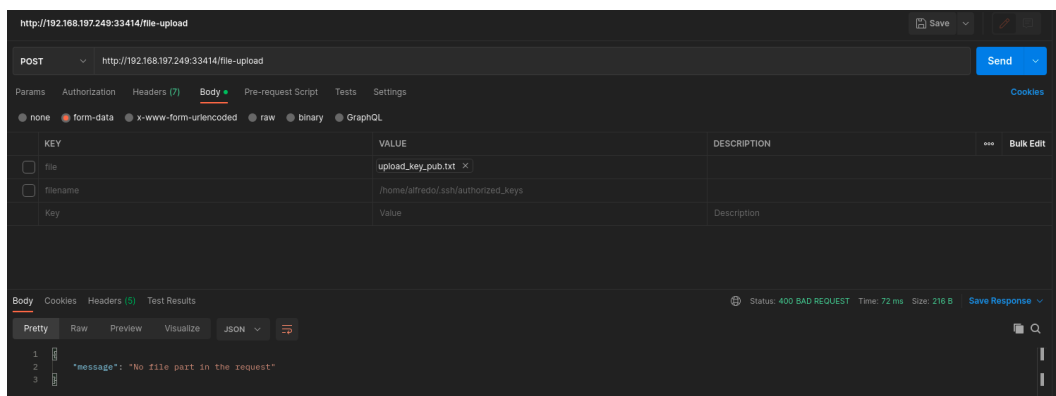 http://192.168.197.249:33414/file-upload Save
POST http://192.168.197.249:33414/file-upload Send
Params Authorization Headers (7) Body Pre-request Script Tests Settings Cookies
none form-data x-www-form-urlencoded raw binary GraphQL
KEY VALUE DESCRIPTION ooo Bulk Edit
file upload_key_pub.txt ×
filename /home/alfredo/.ssh/authorized_keys
Key Value Description
Body Cookies Headers (5) Test Results Status: 400 BAD REQUEST Time: 72 ms Size: 216 B Save Response
Pretty Raw Preview Visualize JSON
1 {
2 "message": "No file part in the request"
3 }